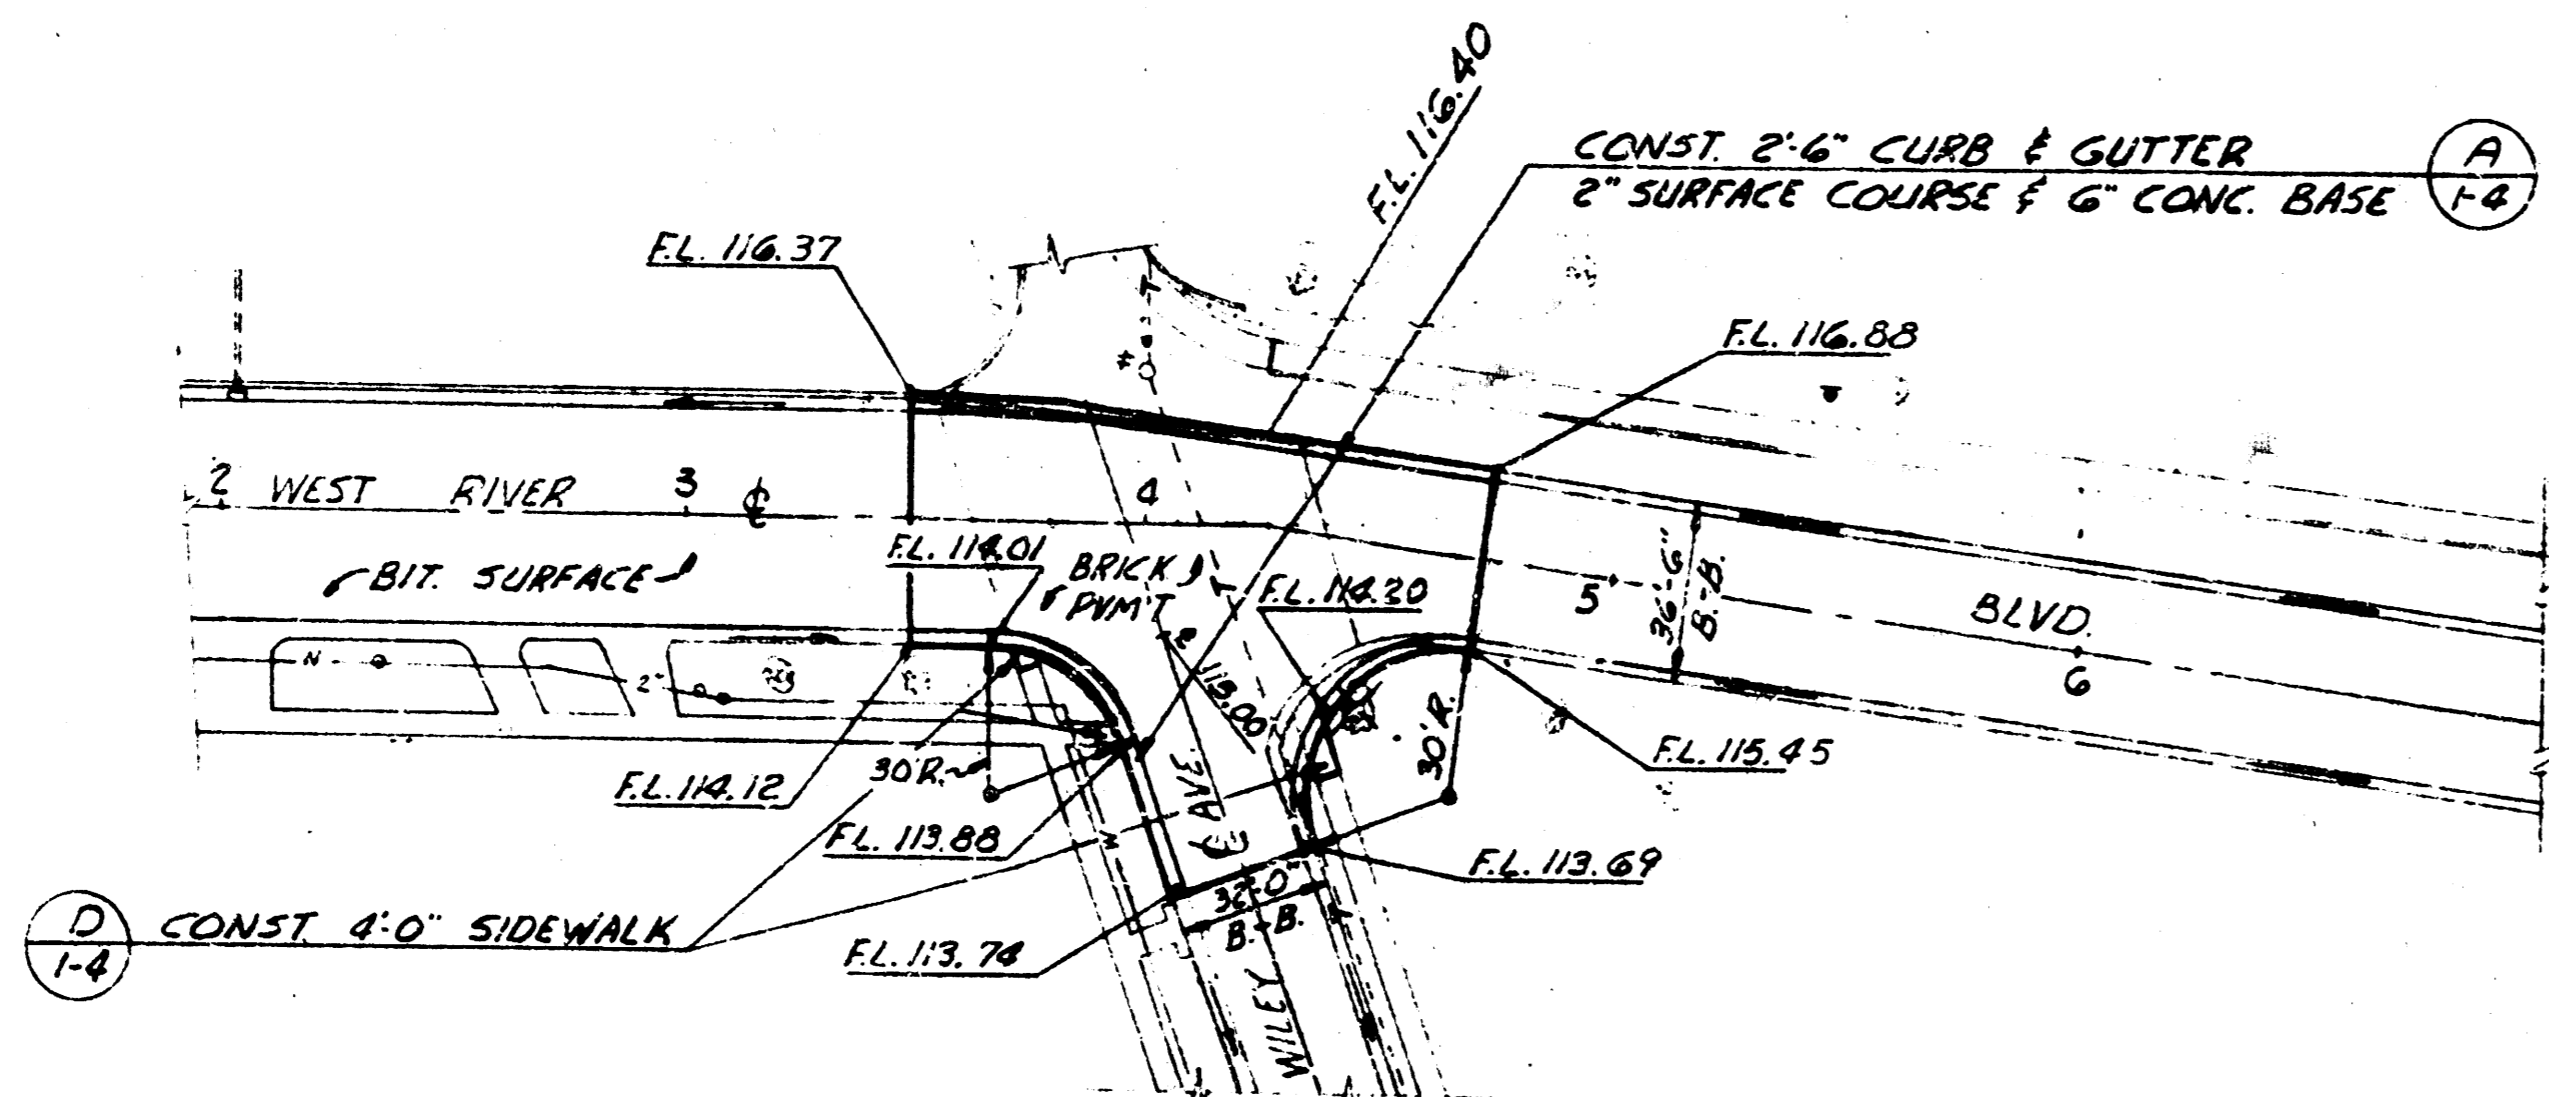 F.L. 116.40
CONST. 2'-6" CURB & GUTTER
2" SURFACE COURSE & 6" CONC. BASE
A
1-4
F.L. 116.37
F.L. 116.88
T
2 WEST RIVER 3 ℄
4
5
BLVD.
6
36'-6"
B.-B.
BIT. SURFACE
F.L. 114.01
BRICK
PVM'T
T
F.L. 114.20
N
2"
113.00
30'R.
30'R.
F.L. 115.45
F.L. 114.12
F.L. 113.88
℄ AVE.
F.L. 113.69
D
1-4
CONST. 4'-0" SIDEWALK
F.L. 113.74
32'-0"
B.-B.
WILEY